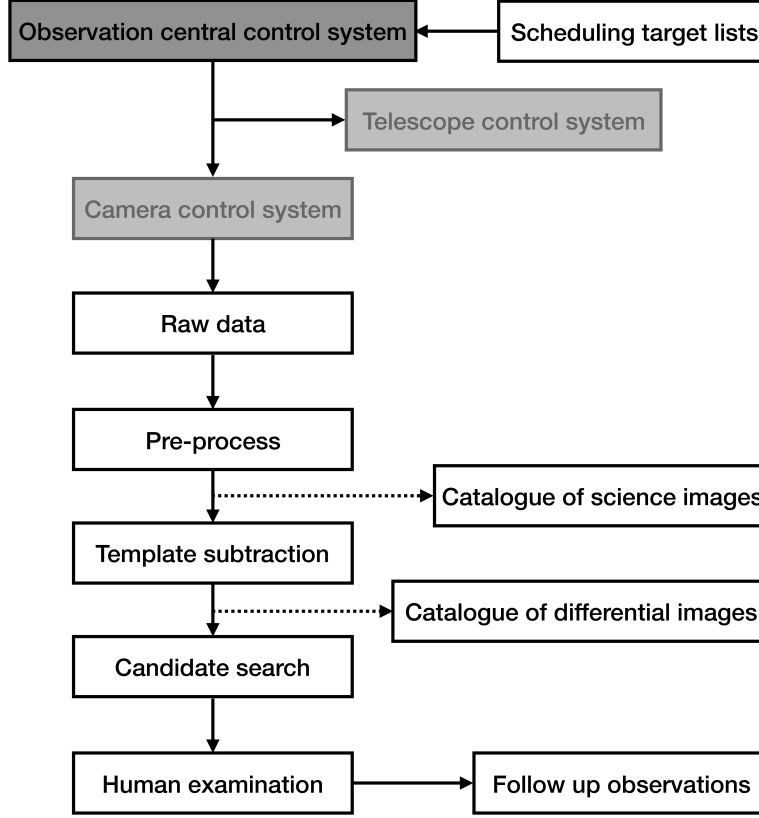 Observation central control system
Scheduling target lists
Telescope control system
Camera control system
Raw data
Pre-process
Catalogue of science images
Template subtraction
Catalogue of differential images
Candidate search
Human examination
Follow up observations